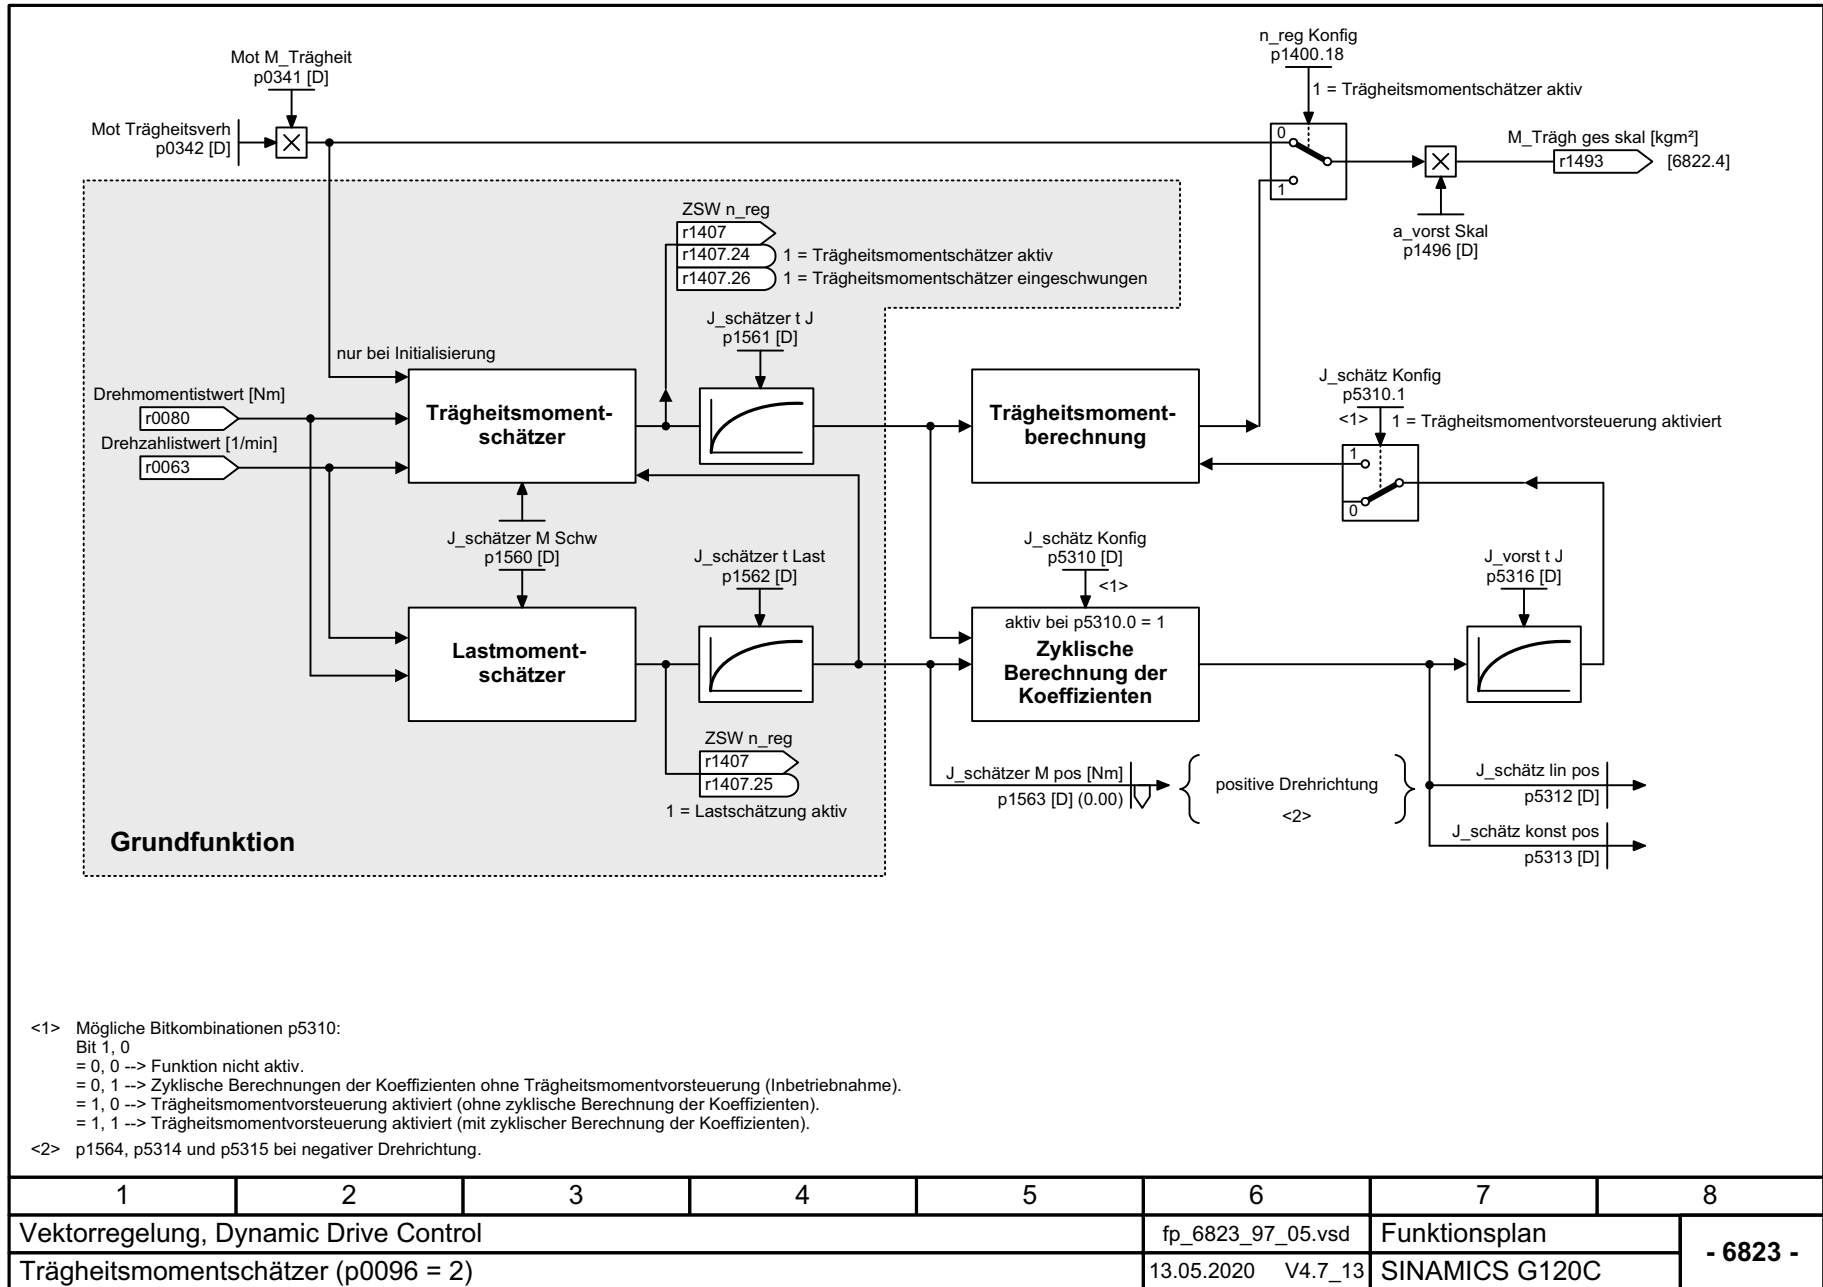 n_reg Konfig
p1400.18
1 = Trägheitsmomentschätzer aktiv
Mot M_Trägheit
p0341 [D]
Mot Trägheitsverh
p0342 [D]
0
1
M_Trägh ges skal [kgm²]
r1493
[6822.4]
a_vorst Skal
p1496 [D]
ZSW n_reg
r1407
r1407.24
1 = Trägheitsmomentschätzer aktiv
r1407.26
1 = Trägheitsmomentschätzer eingeschwungen
J_schätzer t J
p1561 [D]
nur bei Initialisierung
Drehmomentistwert [Nm]
r0080
Drehzahlistwert [1/min]
r0063
Trägheitsmoment-
schätzer
Trägheitsmoment-
berechnung
J_schätz Konfig
p5310.1
<1>
1 = Trägheitsmomentvorsteuerung aktiviert
1
0
J_schätzer M Schw
p1560 [D]
J_schätzer t Last
p1562 [D]
J_schätz Konfig
p5310 [D]
<1>
J_vorst t J
p5316 [D]
Lastmoment-
schätzer
aktiv bei p5310.0 = 1
Zyklische
Berechnung der
Koeffizienten
ZSW n_reg
r1407
r1407.25
1 = Lastschätzung aktiv
J_schätzer M pos [Nm]
p1563 [D] (0.00)
positive Drehrichtung
<2>
J_schätz lin pos
p5312 [D]
J_schätz konst pos
p5313 [D]
Grundfunktion
<1> Mögliche Bitkombinationen p5310:
Bit 1, 0
= 0, 0 --> Funktion nicht aktiv.
= 0, 1 --> Zyklische Berechnungen der Koeffizienten ohne Trägheitsmomentvorsteuerung (Inbetriebnahme).
= 1, 0 --> Trägheitsmomentvorsteuerung aktiviert (ohne zyklische Berechnung der Koeffizienten).
= 1, 1 --> Trägheitsmomentvorsteuerung aktiviert (mit zyklischer Berechnung der Koeffizienten).
<2> p1564, p5314 und p5315 bei negativer Drehrichtung.
1 2 3 4 5 6 7 8
Vektorregelung, Dynamic Drive Control
fp_6823_97_05.vsd
Funktionsplan
- 6823 -
Trägheitsmomentschätzer (p0096 = 2)
13.05.2020 V4.7_13
SINAMICS G120C